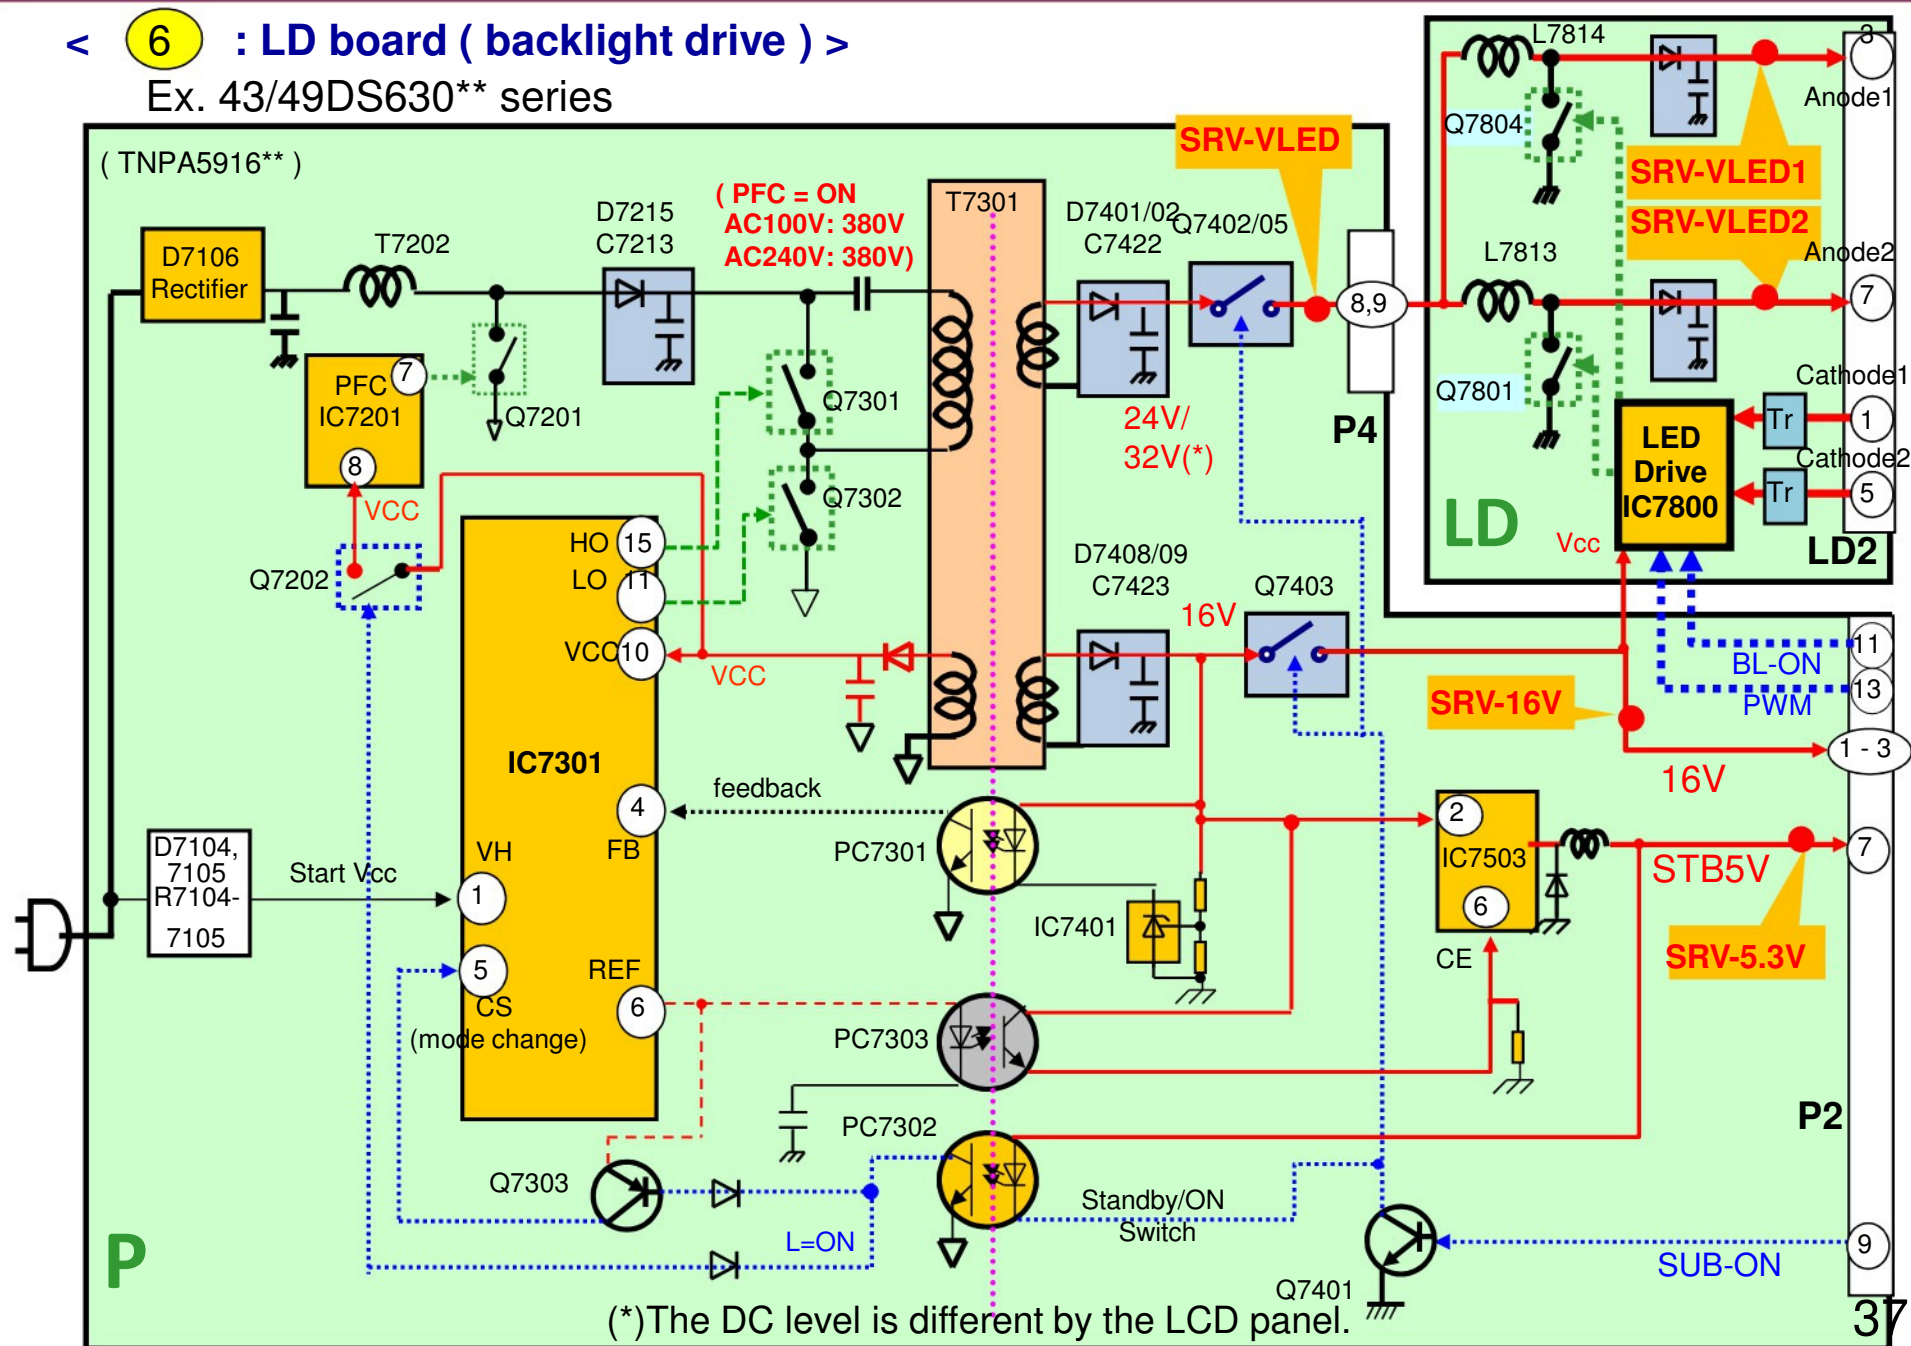 < 6 : LD board ( backlight drive ) >
Ex. 43/49DS630** series
( TNPA5916** )
D7106
Rectifier
T7202
D7215
C7213
( PFC = ON
AC100V: 380V
AC240V: 380V)
T7301
D7401/02
C7422
Q7402/05
SRV-VLED
8,9
P4
24V/
32V(*)
L7814
3
Anode1
Q7804
SRV-VLED1
SRV-VLED2
Anode2
L7813
7
Q7801
Cathode1
Tr
1
Cathode2
Tr
5
LED
Drive
IC7800
LD
Vcc
LD2
PFC
IC7201
7
8
VCC
Q7201
Q7301
Q7302
Q7202
HO
15
LO
11
VCC
10
VCC
IC7301
4
FB
feedback
VH
1
Start Vcc
D7104,
7105
R7104-
7105
5
CS
(mode change)
REF
6
D7408/09
C7423
16V
Q7403
11
BL-ON
13
PWM
SRV-16V
1 - 3
16V
PC7301
IC7401
2
IC7503
6
CE
STB5V
7
SRV-5.3V
PC7303
PC7302
P2
Q7303
L=ON
Standby/ON
Switch
Q7401
9
SUB-ON
P
(*)The DC level is different by the LCD panel.
37